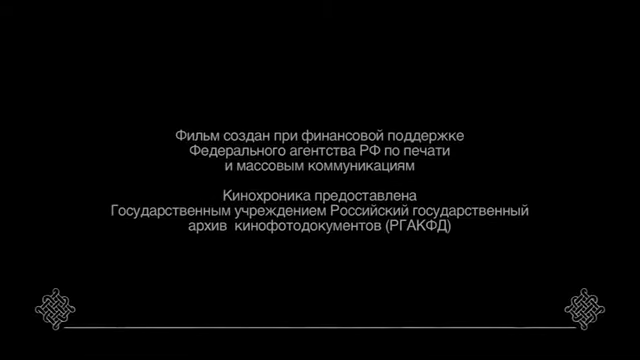 Фильм создан при финансовой поддержке
Федерального агентства РФ по печати
и массовым коммуникациям
Кинохроника предоставлена
Государственным учреждением Российский государственный
архив кинофотодокументов (РГАКФД)